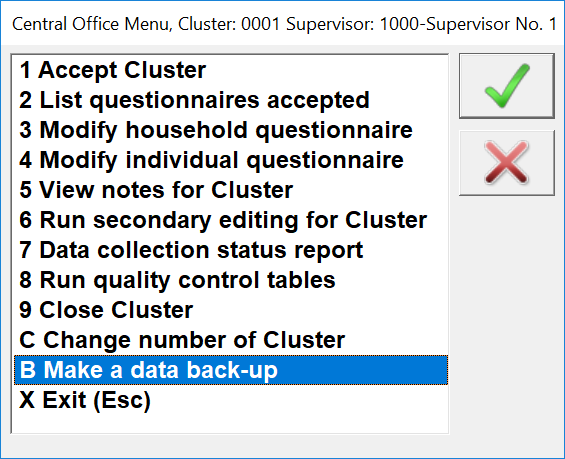 Central Office Menu, Cluster: 0001 Supervisor: 1000-Supervisor No. 1
1 Accept Cluster
2 List questionnaires accepted
3 Modify household questionnaire
4 Modify individual questionnaire
5 View notes for Cluster
6 Run secondary editing for Cluster
7 Data collection status report
8 Run quality control tables
9 Close Cluster
C Change number of Cluster
B Make a data back-up
X Exit (Esc)